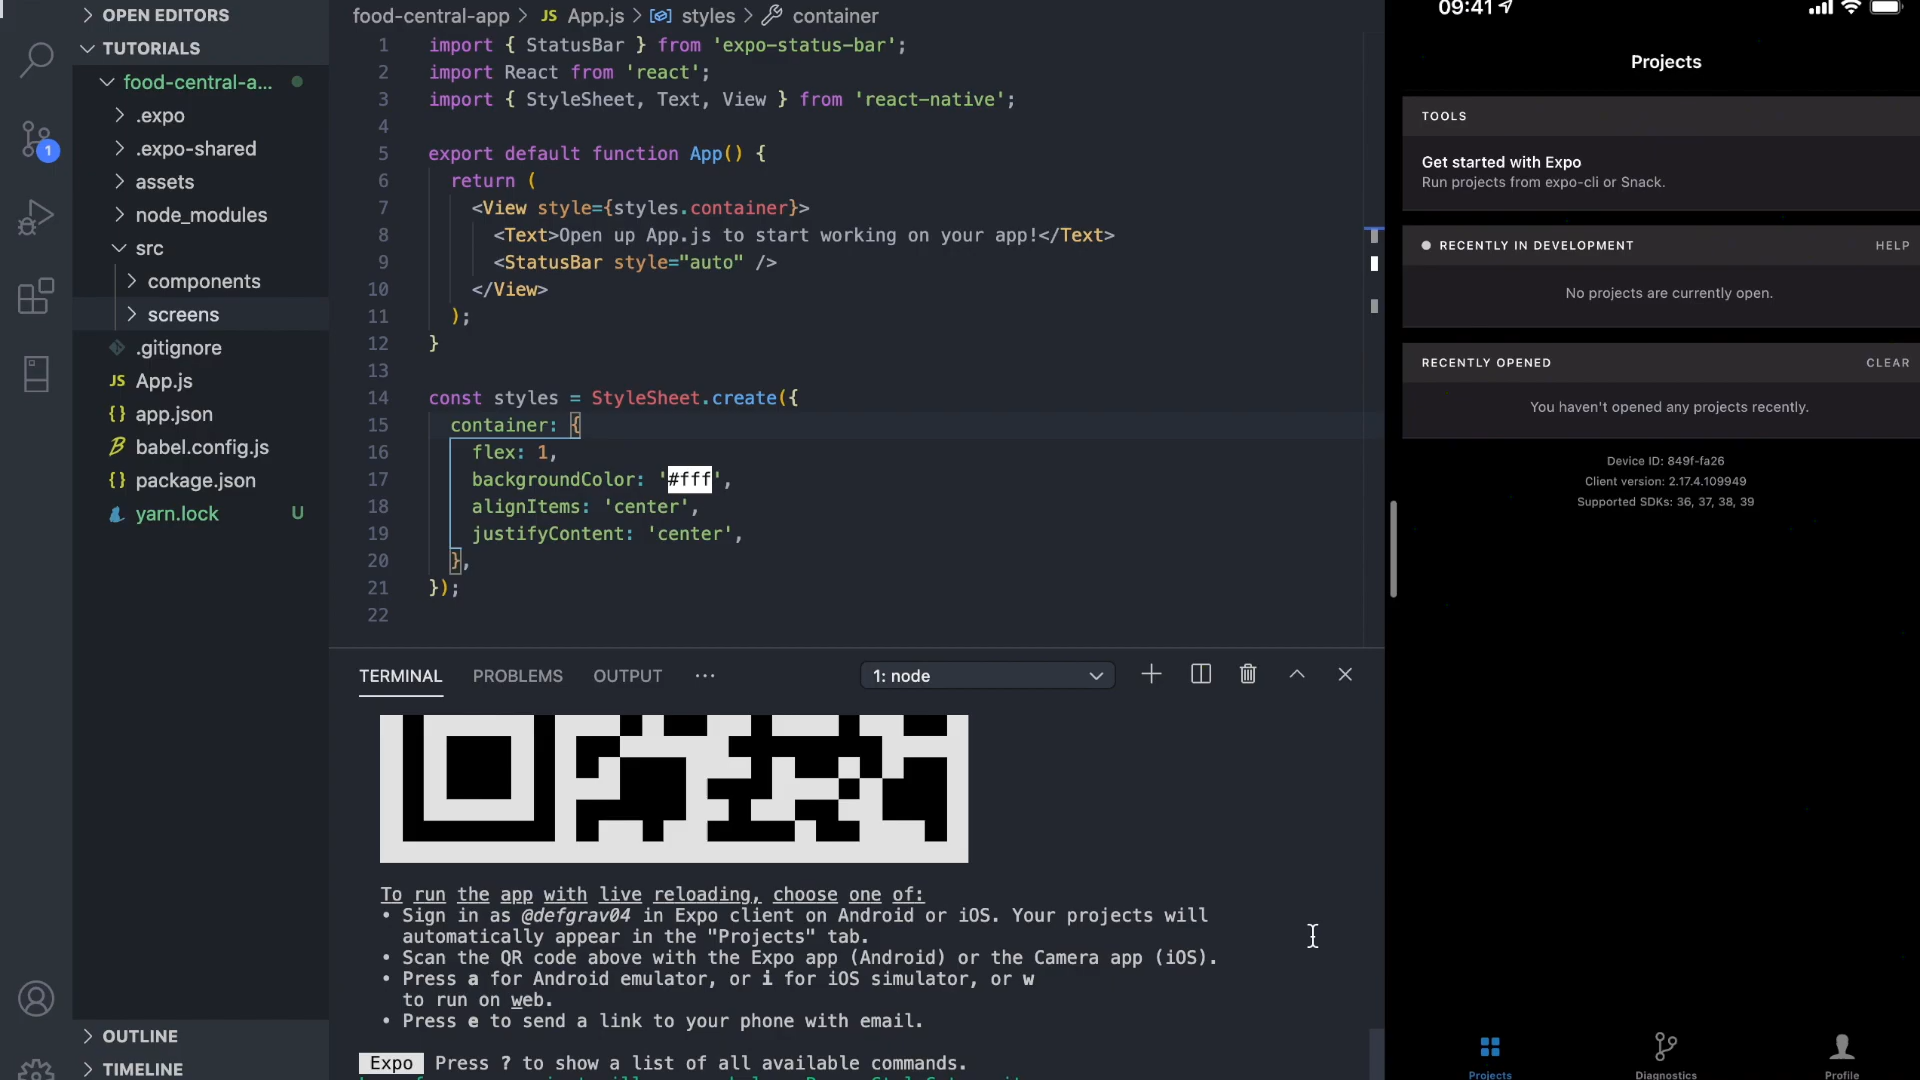 OPEN EDITORS
TUTORIALS
food-central-a...
.expo
.expo-shared
assets
node_modules
src
components
screens
.gitignore
JS App.js
{} app.json
babel.config.js
{} package.json
yarn.lock U
OUTLINE
TIMELINE
1
food-central-app > JS App.js > styles > container
1 import { StatusBar } from 'expo-status-bar';
2 import React from 'react';
3 import { StyleSheet, Text, View } from 'react-native';
4
5 export default function App() {
6 return (
7 <View style={styles.container}>
8 <Text>Open up App.js to start working on your app!</Text>
9 <StatusBar style="auto" />
10 </View>
11 );
12 }
13
14 const styles = StyleSheet.create({
15 container: {
16 flex: 1,
17 backgroundColor: '#fff',
18 alignItems: 'center',
19 justifyContent: 'center',
20 },
21 });
22
TERMINAL PROBLEMS OUTPUT ··· 1: node
To run the app with live reloading, choose one of:
• Sign in as @defgrav04 in Expo client on Android or iOS. Your projects will
automatically appear in the "Projects" tab.
• Scan the QR code above with the Expo app (Android) or the Camera app (iOS).
• Press a for Android emulator, or i for iOS simulator, or w
to run on web.
• Press e to send a link to your phone with email.
Expo Press ? to show a list of all available commands.
09:41
Projects
TOOLS
Get started with Expo
Run projects from expo-cli or Snack.
RECENTLY IN DEVELOPMENT HELP
No projects are currently open.
RECENTLY OPENED CLEAR
You haven't opened any projects recently.
Device ID: 849f-fa26
Client version: 2.17.4.109949
Supported SDKs: 36, 37, 38, 39
Projects Diagnostics Profile